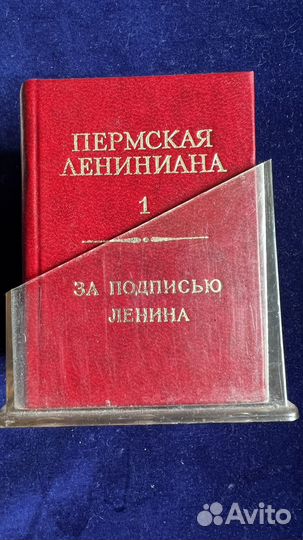 ПЕРМСКАЯ
ЛЕНИНИАНА
1
ЗА ПОДПИСЬЮ
ЛЕНИНА
Avito